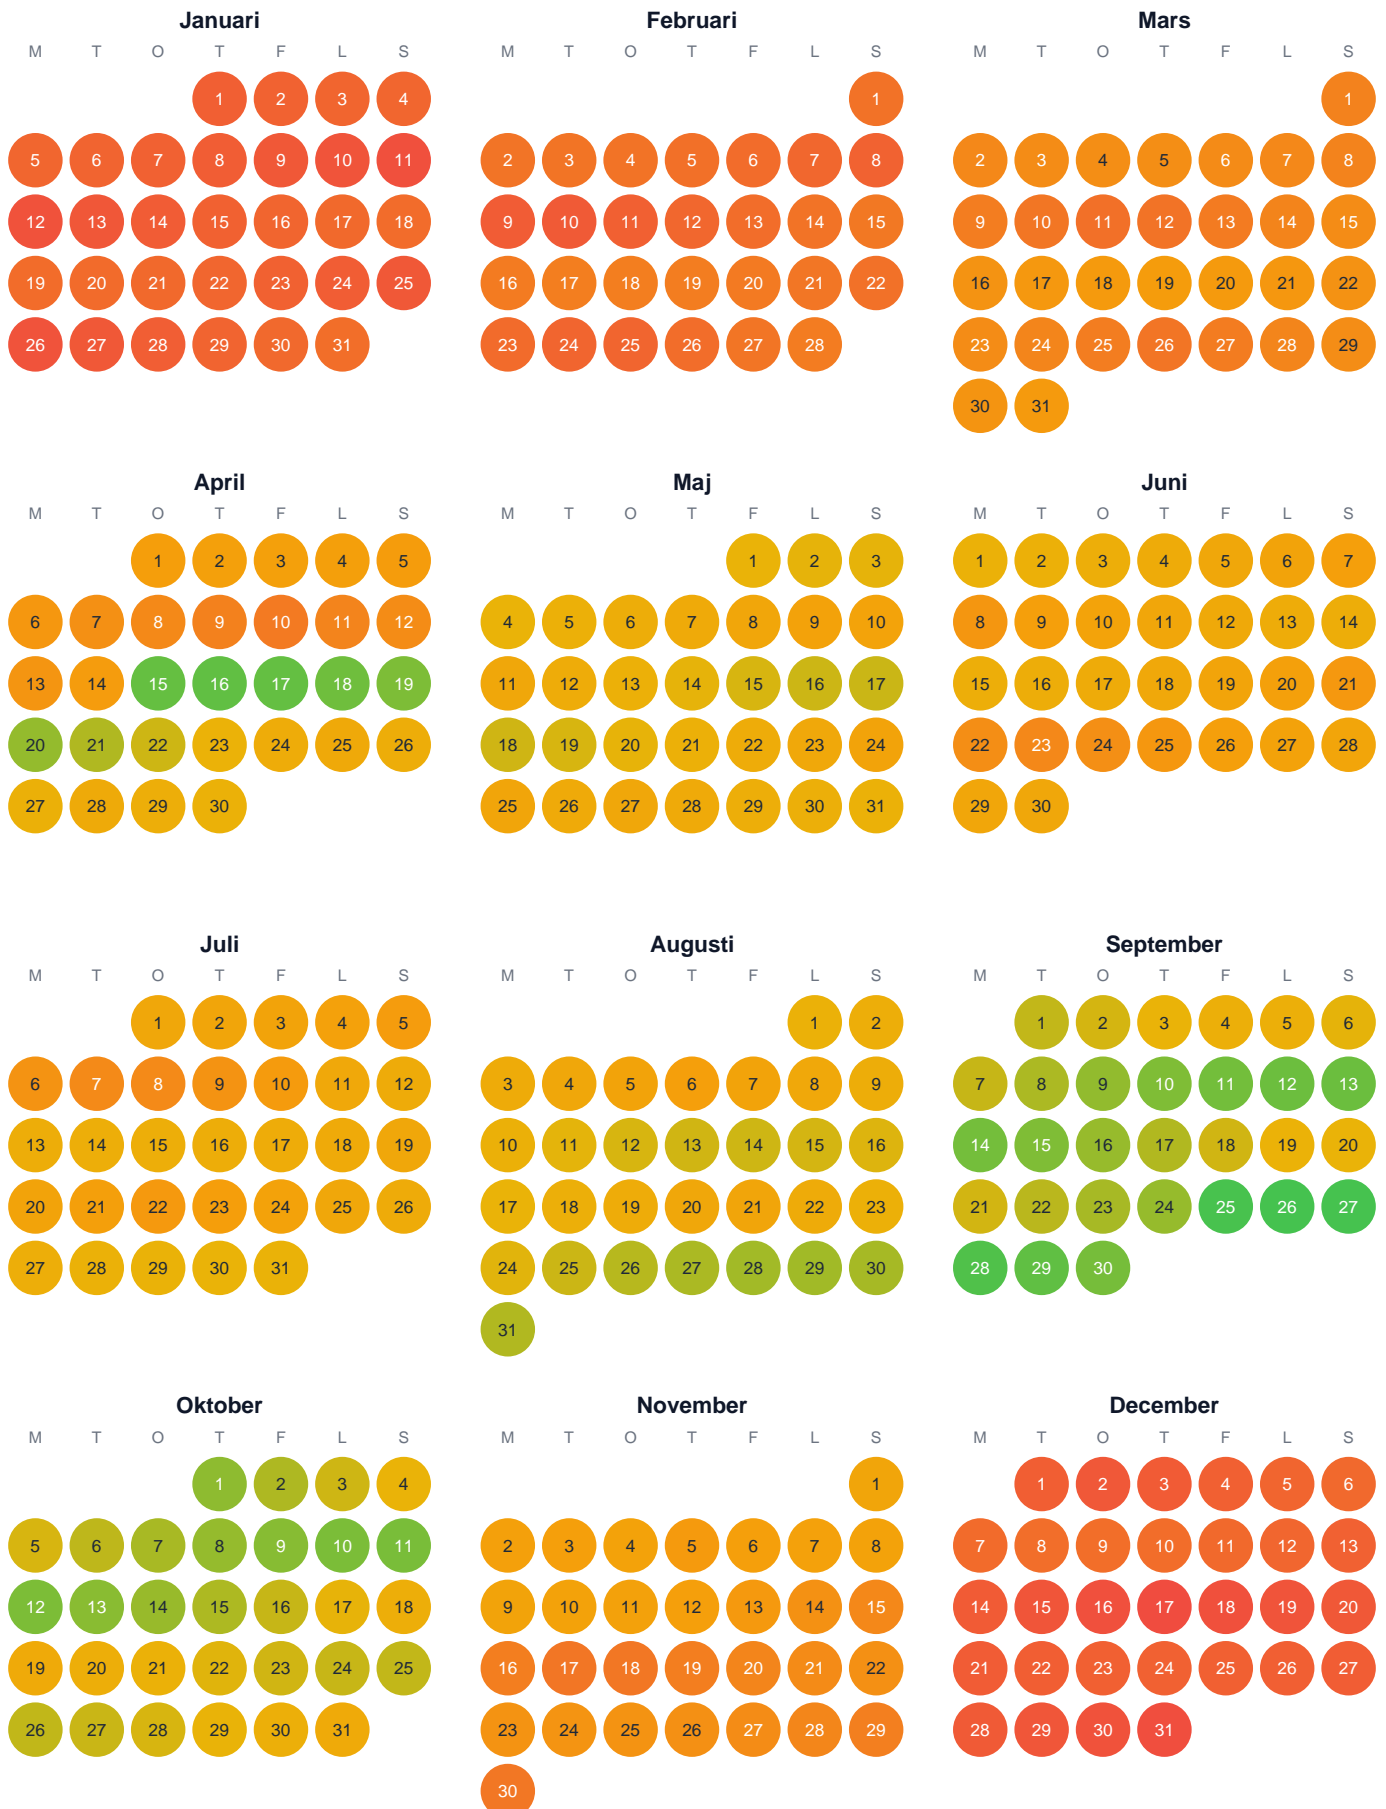 Januari
M T O T F L S
1 2 3 4
5 6 7 8 9 10 11
12 13 14 15 16 17 18
19 20 21 22 23 24 25
26 27 28 29 30 31
Februari
M T O T F L S
1
2 3 4 5 6 7 8
9 10 11 12 13 14 15
16 17 18 19 20 21 22
23 24 25 26 27 28
Mars
M T O T F L S
1
2 3 4 5 6 7 8
9 10 11 12 13 14 15
16 17 18 19 20 21 22
23 24 25 26 27 28 29
30 31
April
M T O T F L S
1 2 3 4 5
6 7 8 9 10 11 12
13 14 15 16 17 18 19
20 21 22 23 24 25 26
27 28 29 30
Maj
M T O T F L S
1 2 3
4 5 6 7 8 9 10
11 12 13 14 15 16 17
18 19 20 21 22 23 24
25 26 27 28 29 30 31
Juni
M T O T F L S
1 2 3 4 5 6 7
8 9 10 11 12 13 14
15 16 17 18 19 20 21
22 23 24 25 26 27 28
29 30
Juli
M T O T F L S
1 2 3 4 5
6 7 8 9 10 11 12
13 14 15 16 17 18 19
20 21 22 23 24 25 26
27 28 29 30 31
Augusti
M T O T F L S
1 2
3 4 5 6 7 8 9
10 11 12 13 14 15 16
17 18 19 20 21 22 23
24 25 26 27 28 29 30
31
September
M T O T F L S
1 2 3 4 5 6
7 8 9 10 11 12 13
14 15 16 17 18 19 20
21 22 23 24 25 26 27
28 29 30
Oktober
M T O T F L S
1 2 3 4
5 6 7 8 9 10 11
12 13 14 15 16 17 18
19 20 21 22 23 24 25
26 27 28 29 30 31
November
M T O T F L S
1
2 3 4 5 6 7 8
9 10 11 12 13 14 15
16 17 18 19 20 21 22
23 24 25 26 27 28 29
30
December
M T O T F L S
1 2 3 4 5 6
7 8 9 10 11 12 13
14 15 16 17 18 19 20
21 22 23 24 25 26 27
28 29 30 31